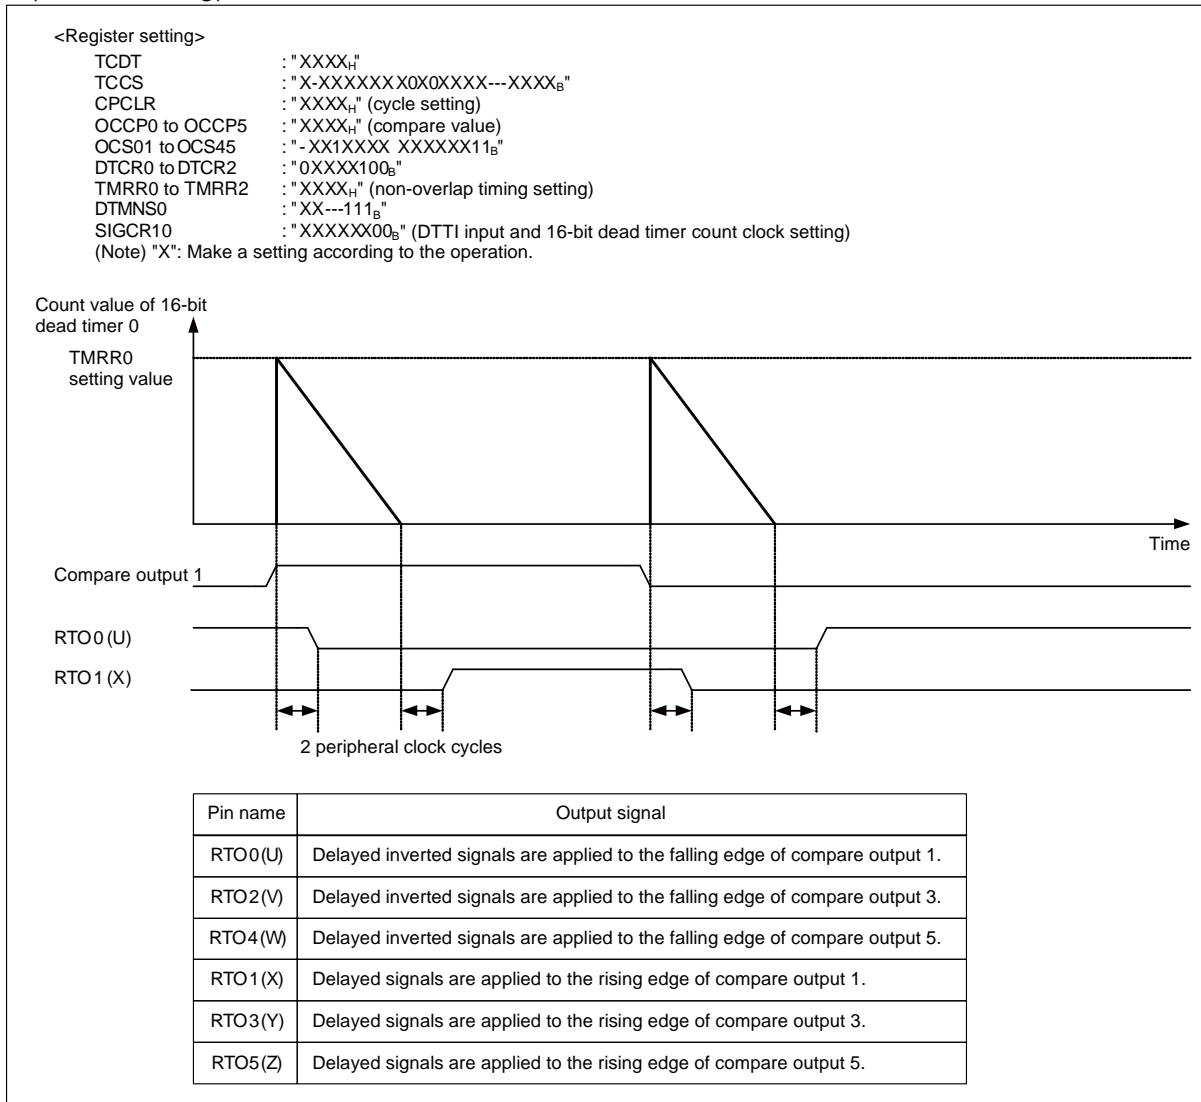 <Register setting>
TCDT : "XXXXH"
TCCS : "X-XXXXXX X0X0XXXX---XXXXB"
CPCLR : "XXXXH" (cycle setting)
OCCP0 to OCCP5 : "XXXXH" (compare value)
OCS01 to OCS45 : "-XX1XXXX XXXXXX11B"
DTCR0 to DTCR2 : "0XXXX100B"
TMRR0 to TMRR2 : "XXXXH" (non-overlap timing setting)
DTMNS0 : "XX---111B"
SIGCR10 : "XXXXXX00B" (DTTI input and 16-bit dead timer count clock setting)
(Note) "X": Make a setting according to the operation.
Count value of 16-bit
dead timer 0
TMRR0
setting value
Time
Compare output 1
RTO0 (U)
RTO1 (X)
2 peripheral clock cycles
Pin name Output signal
RTO0(U) Delayed inverted signals are applied to the falling edge of compare output 1.
RTO2(V) Delayed inverted signals are applied to the falling edge of compare output 3.
RTO4(W) Delayed inverted signals are applied to the falling edge of compare output 5.
RTO1(X) Delayed signals are applied to the rising edge of compare output 1.
RTO3(Y) Delayed signals are applied to the rising edge of compare output 3.
RTO5(Z) Delayed signals are applied to the rising edge of compare output 5.